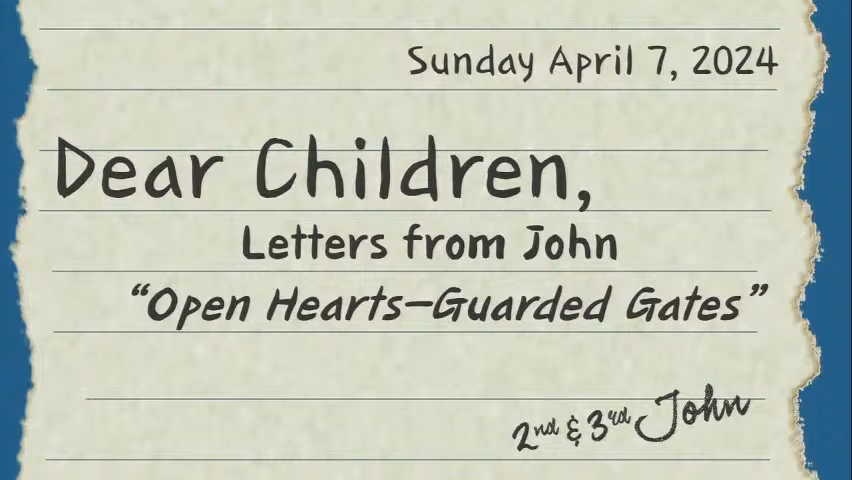 Sunday April 7, 2024
Dear Children,
Letters from John
“Open Hearts—Guarded Gates”
2nd & 3rd John